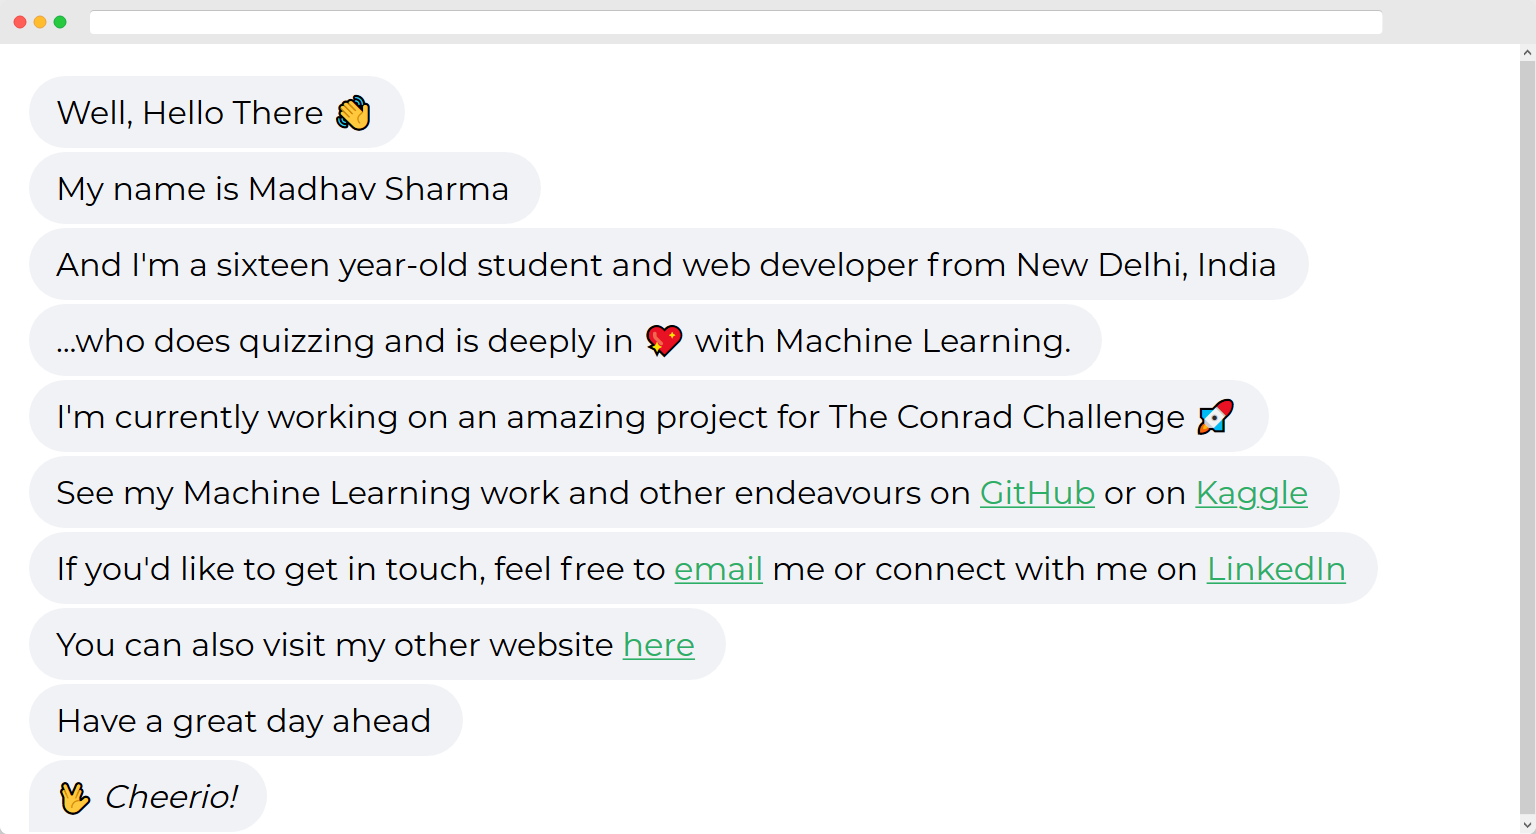 Well, Hello There 👋
My name is Madhav Sharma
And I'm a sixteen year-old student and web developer from New Delhi, India
...who does quizzing and is deeply in 💖 with Machine Learning.
I'm currently working on an amazing project for The Conrad Challenge 🚀
See my Machine Learning work and other endeavours on GitHub or on Kaggle
If you'd like to get in touch, feel free to email me or connect with me on LinkedIn
You can also visit my other website here
Have a great day ahead
🖖 Cheerio!